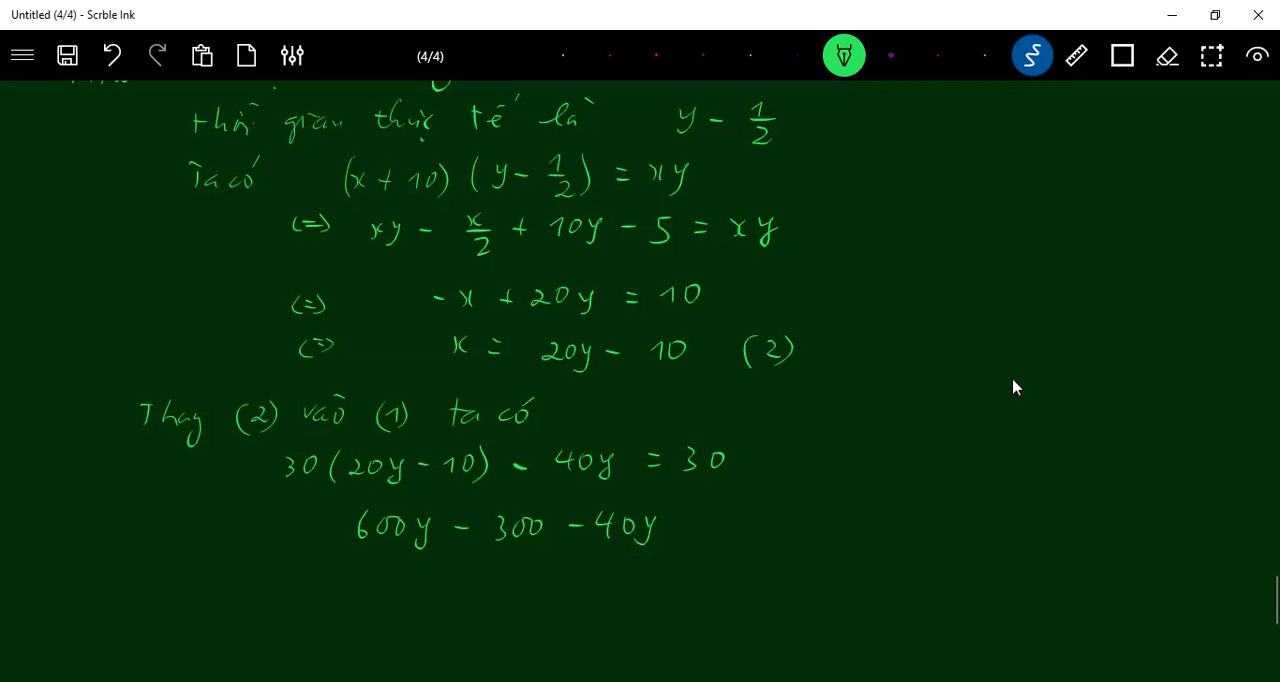 Untitled (4/4) - Scrble Ink
(4/4)
thời gian thực tế là y - 1/2
Ta có (x + 10) (y - 1/2) = xy
<=> xy - x/2 + 10y - 5 = xy
<=> -x + 20y = 10
<=> x = 20y - 10 (2)
Thay (2) vào (1) ta có
30(20y - 10) - 40y = 30
600y - 300 - 40y